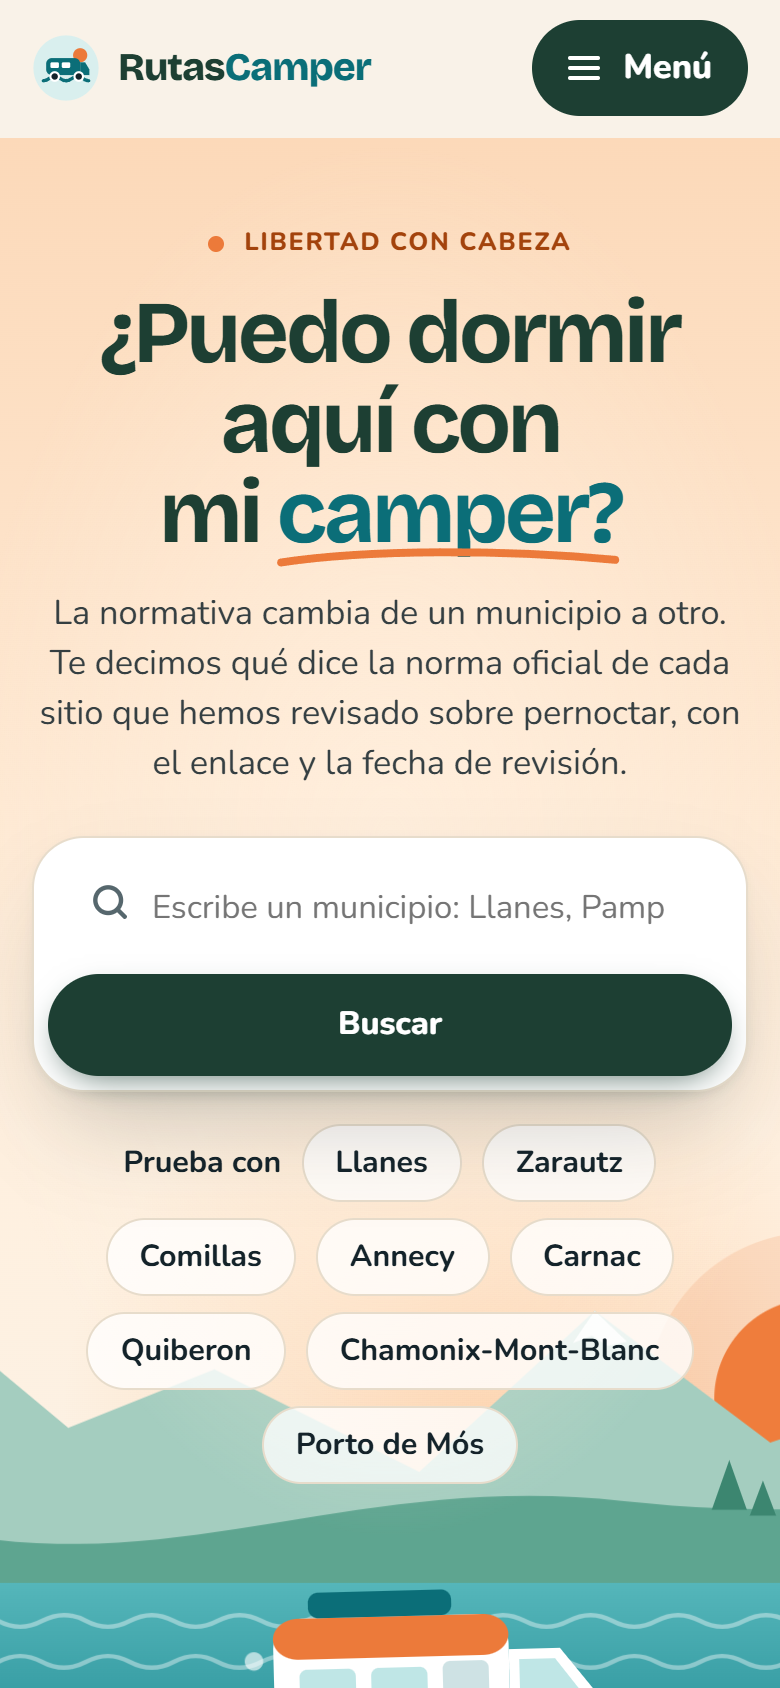 RutasCamper
Menú
LIBERTAD CON CABEZA
¿Puedo dormir
aquí con
mi camper?
La normativa cambia de un municipio a otro.
Te decimos qué dice la norma oficial de cada
sitio que hemos revisado sobre pernoctar, con
el enlace y la fecha de revisión.
Escribe un municipio: Llanes, Pamp
Buscar
Prueba con Llanes Zarautz
Comillas Annecy Carnac
Quiberon Chamonix-Mont-Blanc
Porto de Mós